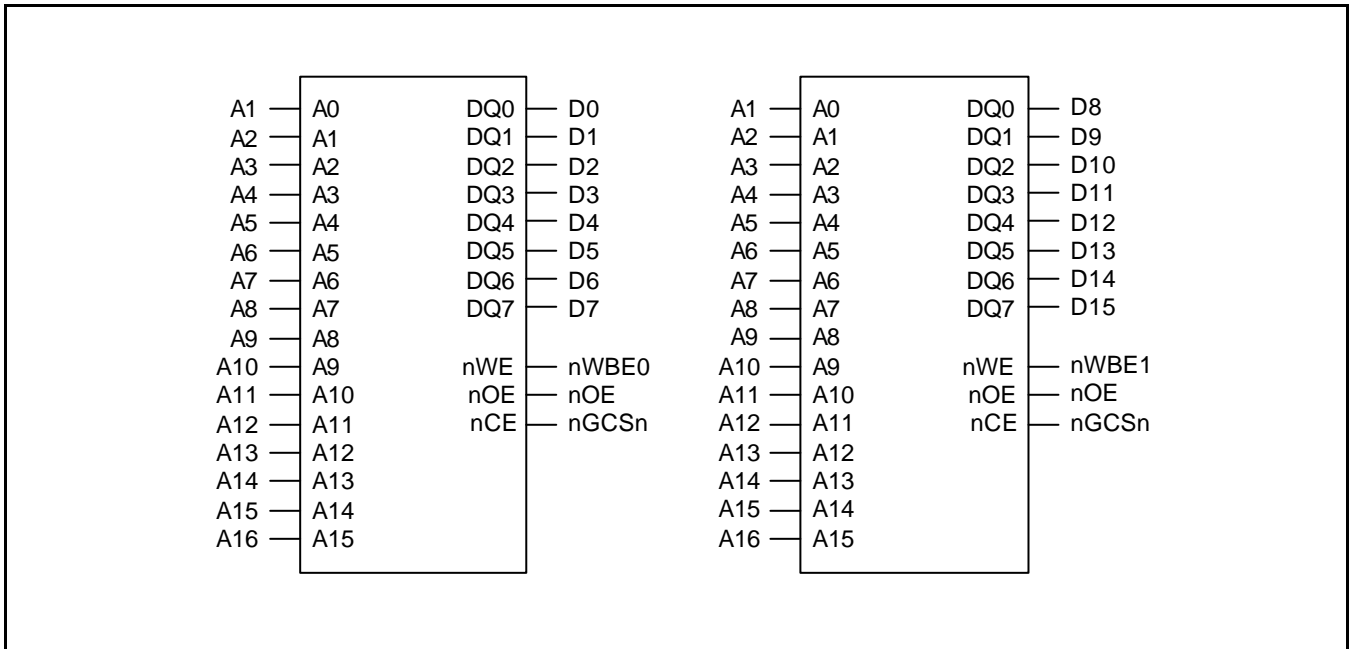 A1 A0 DQ0 D0 A1 A0 DQ0 D8
A2 A1 DQ1 D1 A2 A1 DQ1 D9
A3 A2 DQ2 D2 A3 A2 DQ2 D10
A4 A3 DQ3 D3 A4 A3 DQ3 D11
A5 A4 DQ4 D4 A5 A4 DQ4 D12
A6 A5 DQ5 D5 A6 A5 DQ5 D13
A7 A6 DQ6 D6 A7 A6 DQ6 D14
A8 A7 DQ7 D7 A8 A7 DQ7 D15
A9 A8 A9 A8
A10 A9 nWE nWBE0 A10 A9 nWE nWBE1
A11 A10 nOE nOE A11 A10 nOE nOE
A12 A11 nCE nGCSn A12 A11 nCE nGCSn
A13 A12 A13 A12
A14 A13 A14 A13
A15 A14 A15 A14
A16 A15 A16 A15